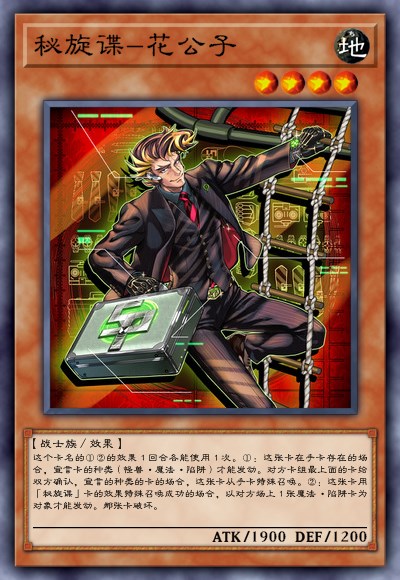 秘旋谍-花公子
地
【战士族/效果】
这个卡名的①②的效果1回合各能使用1次。①：这张卡在手卡存在的场
合，宣言卡的种类（怪兽·魔法·陷阱）才能发动。对方卡组最上面的卡给
双方确认，宣言的种类的卡的场合，这张卡从手卡特殊召唤。②：这张卡用
「秘旋谍」卡的效果特殊召唤成功的场合，以对方场上1张魔法·陷阱卡为
对象才能发动。那张卡破坏。
ATK/1900 DEF/1200